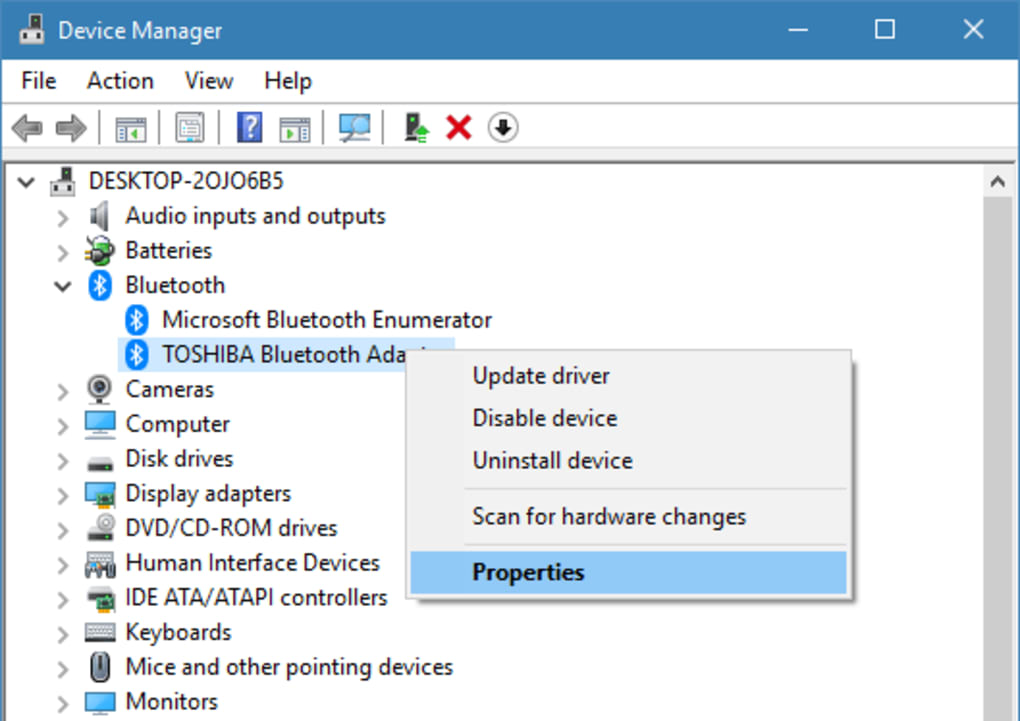 Device Manager
File Action View Help
DESKTOP-2OJO6B5
Audio inputs and outputs
Batteries
Bluetooth
Microsoft Bluetooth Enumerator
TOSHIBA Bluetooth
Cameras
Computer
Disk drives
Display adapters
DVD/CD-ROM drives
Human Interface Devices
IDE ATA/ATAPI controllers
Keyboards
Mice and other pointing devices
Monitors
Update driver
Disable device
Uninstall device
Scan for hardware changes
Properties